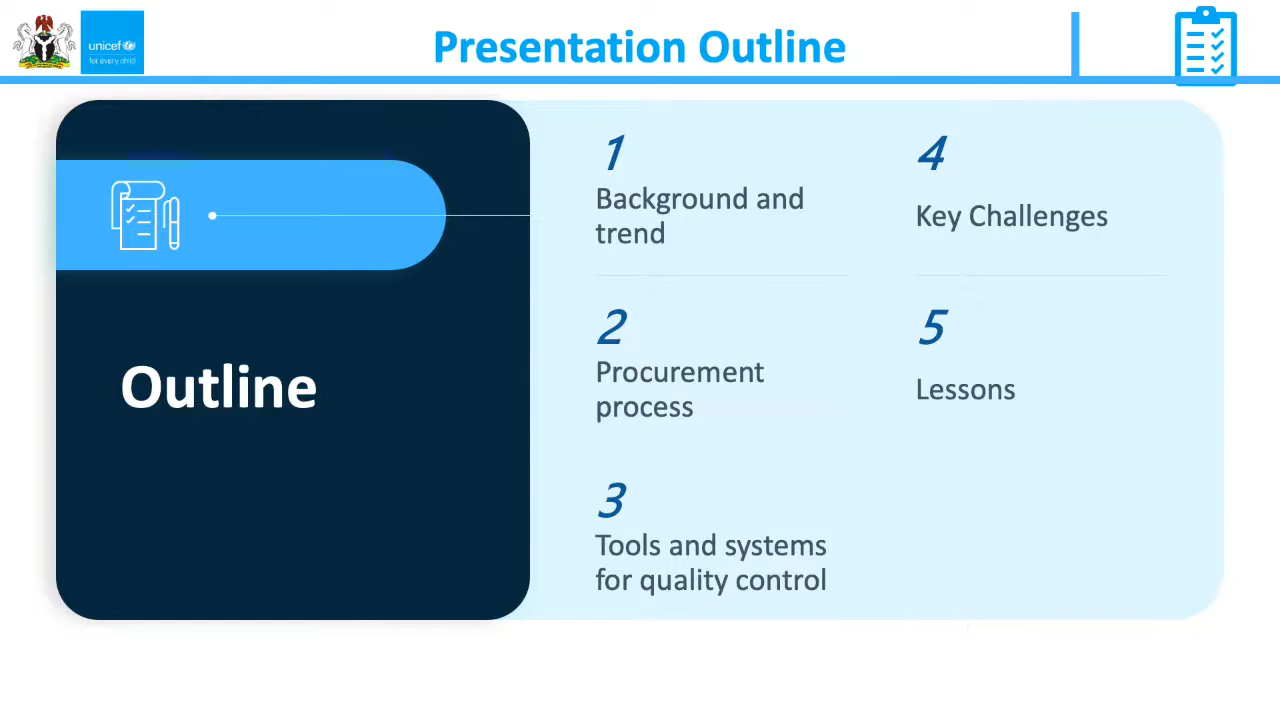 unicef
for every child
Presentation Outline
Outline
1
Background and
trend
2
Procurement
process
3
Tools and systems
for quality control
4
Key Challenges
5
Lessons